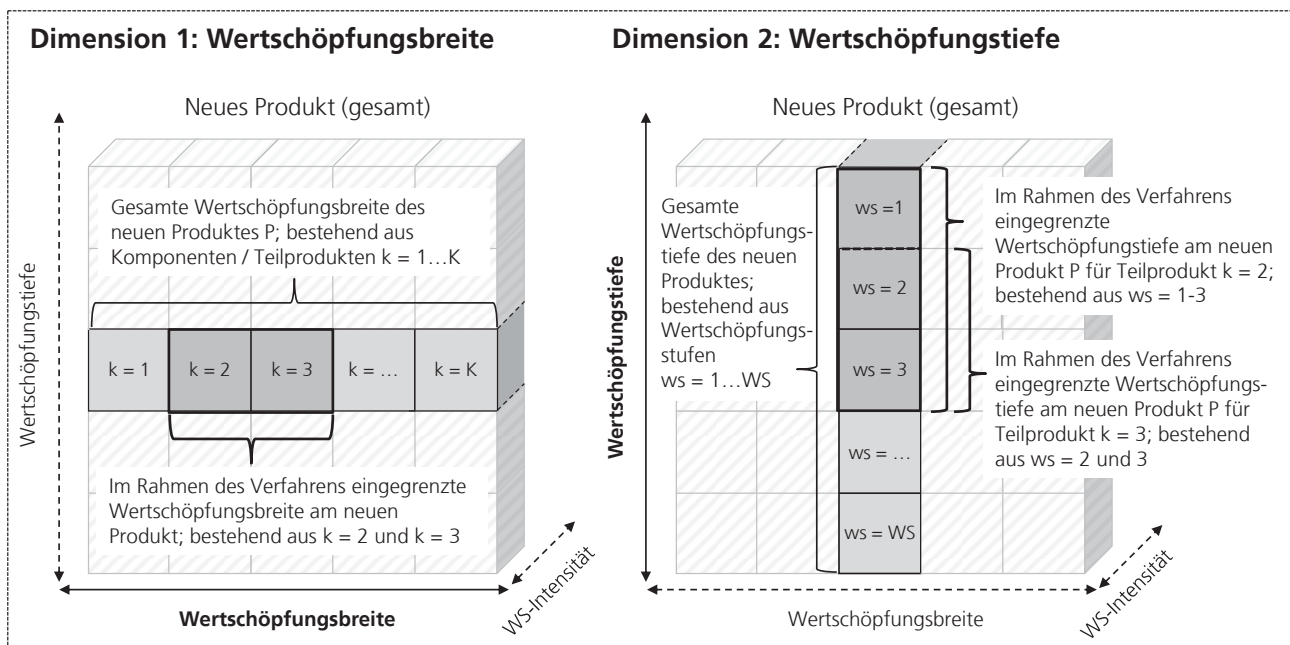 Dimension 1: Wertschöpfungsbreite
Neues Produkt (gesamt)
Wertschöpfungstiefe
Gesamte Wertschöpfungsbreite des
neuen Produktes P; bestehend aus
Komponenten / Teilprodukten k = 1…K
k = 1
k = 2
k = 3
k = …
k = K
Im Rahmen des Verfahrens eingegrenzte
Wertschöpfungsbreite am neuen
Produkt; bestehend aus k = 2 und k = 3
WS-Intensität
Wertschöpfungsbreite
Dimension 2: Wertschöpfungstiefe
Neues Produkt (gesamt)
Wertschöpfungstiefe
Gesamte
Wertschöpfungs-
tiefe des neuen
Produktes;
bestehend aus
Wertschöpfungs-
stufen
ws = 1…WS
ws =1
ws = 2
ws = 3
ws = …
ws = WS
Im Rahmen des Verfahrens
eingegrenzte
Wertschöpfungstiefe am neuen
Produkt P für Teilprodukt k = 2;
bestehend aus ws = 1-3
Im Rahmen des Verfahrens
eingegrenzte Wertschöpfungs-
tiefe am neuen Produkt P für
Teilprodukt k = 3; bestehend
aus ws = 2 und 3
WS-Intensität
Wertschöpfungsbreite